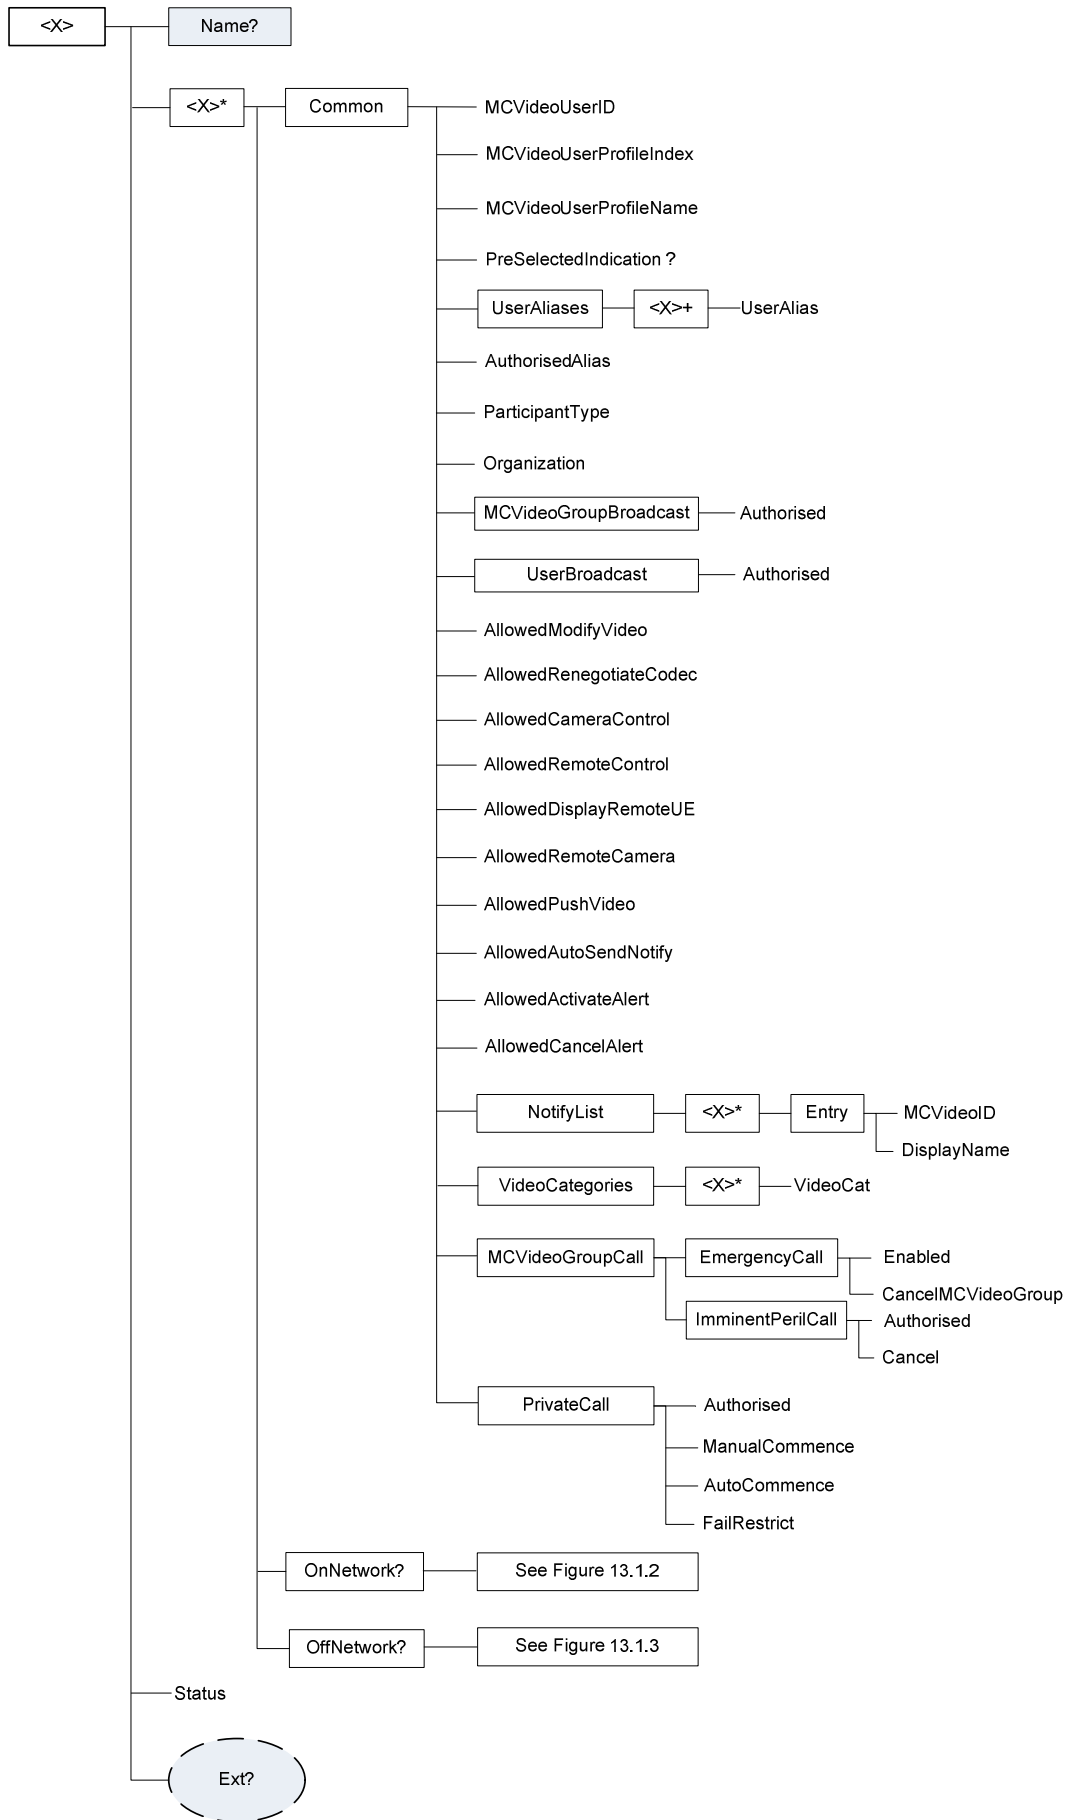 <X>
Name?
<X>*
Common
MCVideoUserID
MCVideoUserProfileIndex
MCVideoUserProfileName
PreSelectedIndication ?
UserAliases
<X>+
UserAlias
AuthorisedAlias
ParticipantType
Organization
MCVideoGroupBroadcast
Authorised
UserBroadcast
Authorised
AllowedModifyVideo
AllowedRenegotiateCodec
AllowedCameraControl
AllowedRemoteControl
AllowedDisplayRemoteUE
AllowedRemoteCamera
AllowedPushVideo
AllowedAutoSendNotify
AllowedActivateAlert
AllowedCancelAlert
NotifyList
<X>*
Entry
MCVideoID
DisplayName
VideoCategories
<X>*
VideoCat
MCVideoGroupCall
EmergencyCall
Enabled
CancelMCVideoGroup
ImminentPerilCall
Authorised
Cancel
PrivateCall
Authorised
ManualCommence
AutoCommence
FailRestrict
OnNetwork?
See Figure 13.1.2
OffNetwork?
See Figure 13.1.3
Status
Ext?